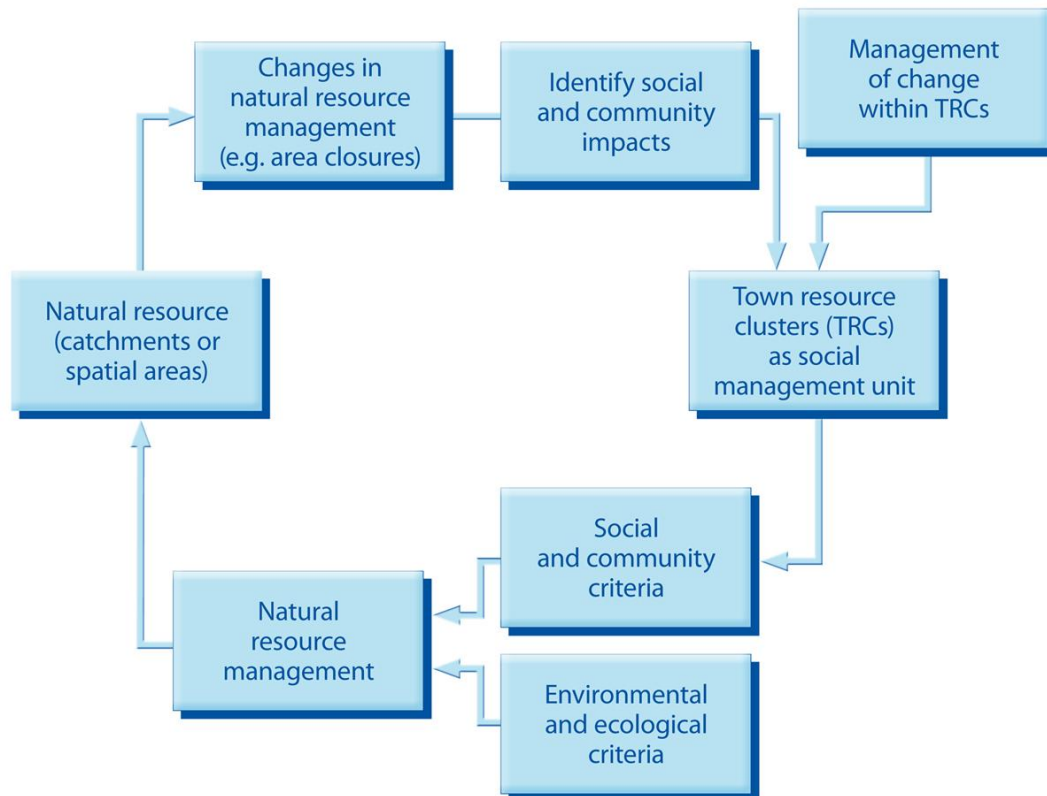 Changes in
natural resource
management
(e.g. area closures)
Identify social
and community
impacts
Management
of change
within TRCs
Natural resource
(catchments or
spatial areas)
Town resource
clusters (TRCs)
as social
management unit
Social
and community
criteria
Natural
resource
management
Environmental
and ecological
criteria